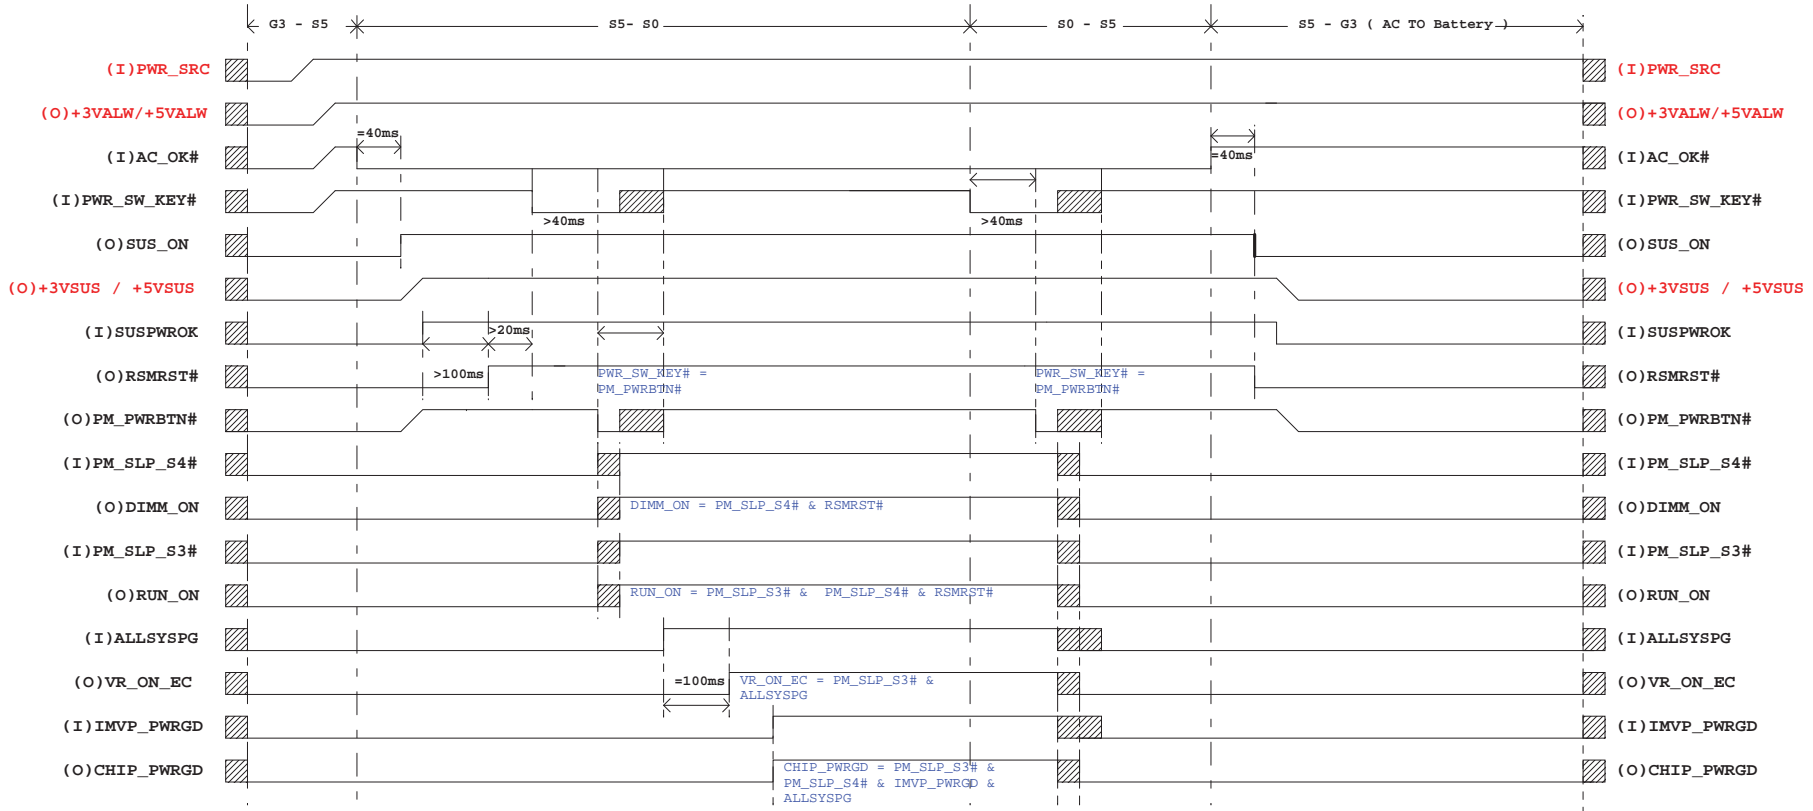 G3 - S5 S5- S0 S0 - S5 S5 - G3 ( AC TO Battery )
(I)PWR_SRC (I)PWR_SRC
(O)+3VALW/+5VALW (O)+3VALW/+5VALW
=40ms
(I)AC_OK# =40ms (I)AC_OK#
(I)PWR_SW_KEY# (I)PWR_SW_KEY#
>40ms >40ms
(O)SUS_ON (O)SUS_ON
(O)+3VSUS / +5VSUS (O)+3VSUS / +5VSUS
(I)SUSPWROK >20ms (I)SUSPWROK
(O)RSMRST# >100ms PWR_SW_KEY# = PWR_SW_KEY# = (O)RSMRST#
PM_PWRBTN# PM_PWRBTN#
(O)PM_PWRBTN# (O)PM_PWRBTN#
(I)PM_SLP_S4# (I)PM_SLP_S4#
(O)DIMM_ON DIMM_ON = PM_SLP_S4# & RSMRST# (O)DIMM_ON
(I)PM_SLP_S3# (I)PM_SLP_S3#
(O)RUN_ON RUN_ON = PM_SLP_S3# & PM_SLP_S4# & RSMRST# (O)RUN_ON
(I)ALLSYSPG (I)ALLSYSPG
(O)VR_ON_EC =100ms VR_ON_EC = PM_SLP_S3# & (O)VR_ON_EC
ALLSYSPG
(I)IMVP_PWRGD (I)IMVP_PWRGD
(O)CHIP_PWRGD CHIP_PWRGD = PM_SLP_S3# & (O)CHIP_PWRGD
PM_SLP_S4# & IMVP_PWRGD &
ALLSYSPG